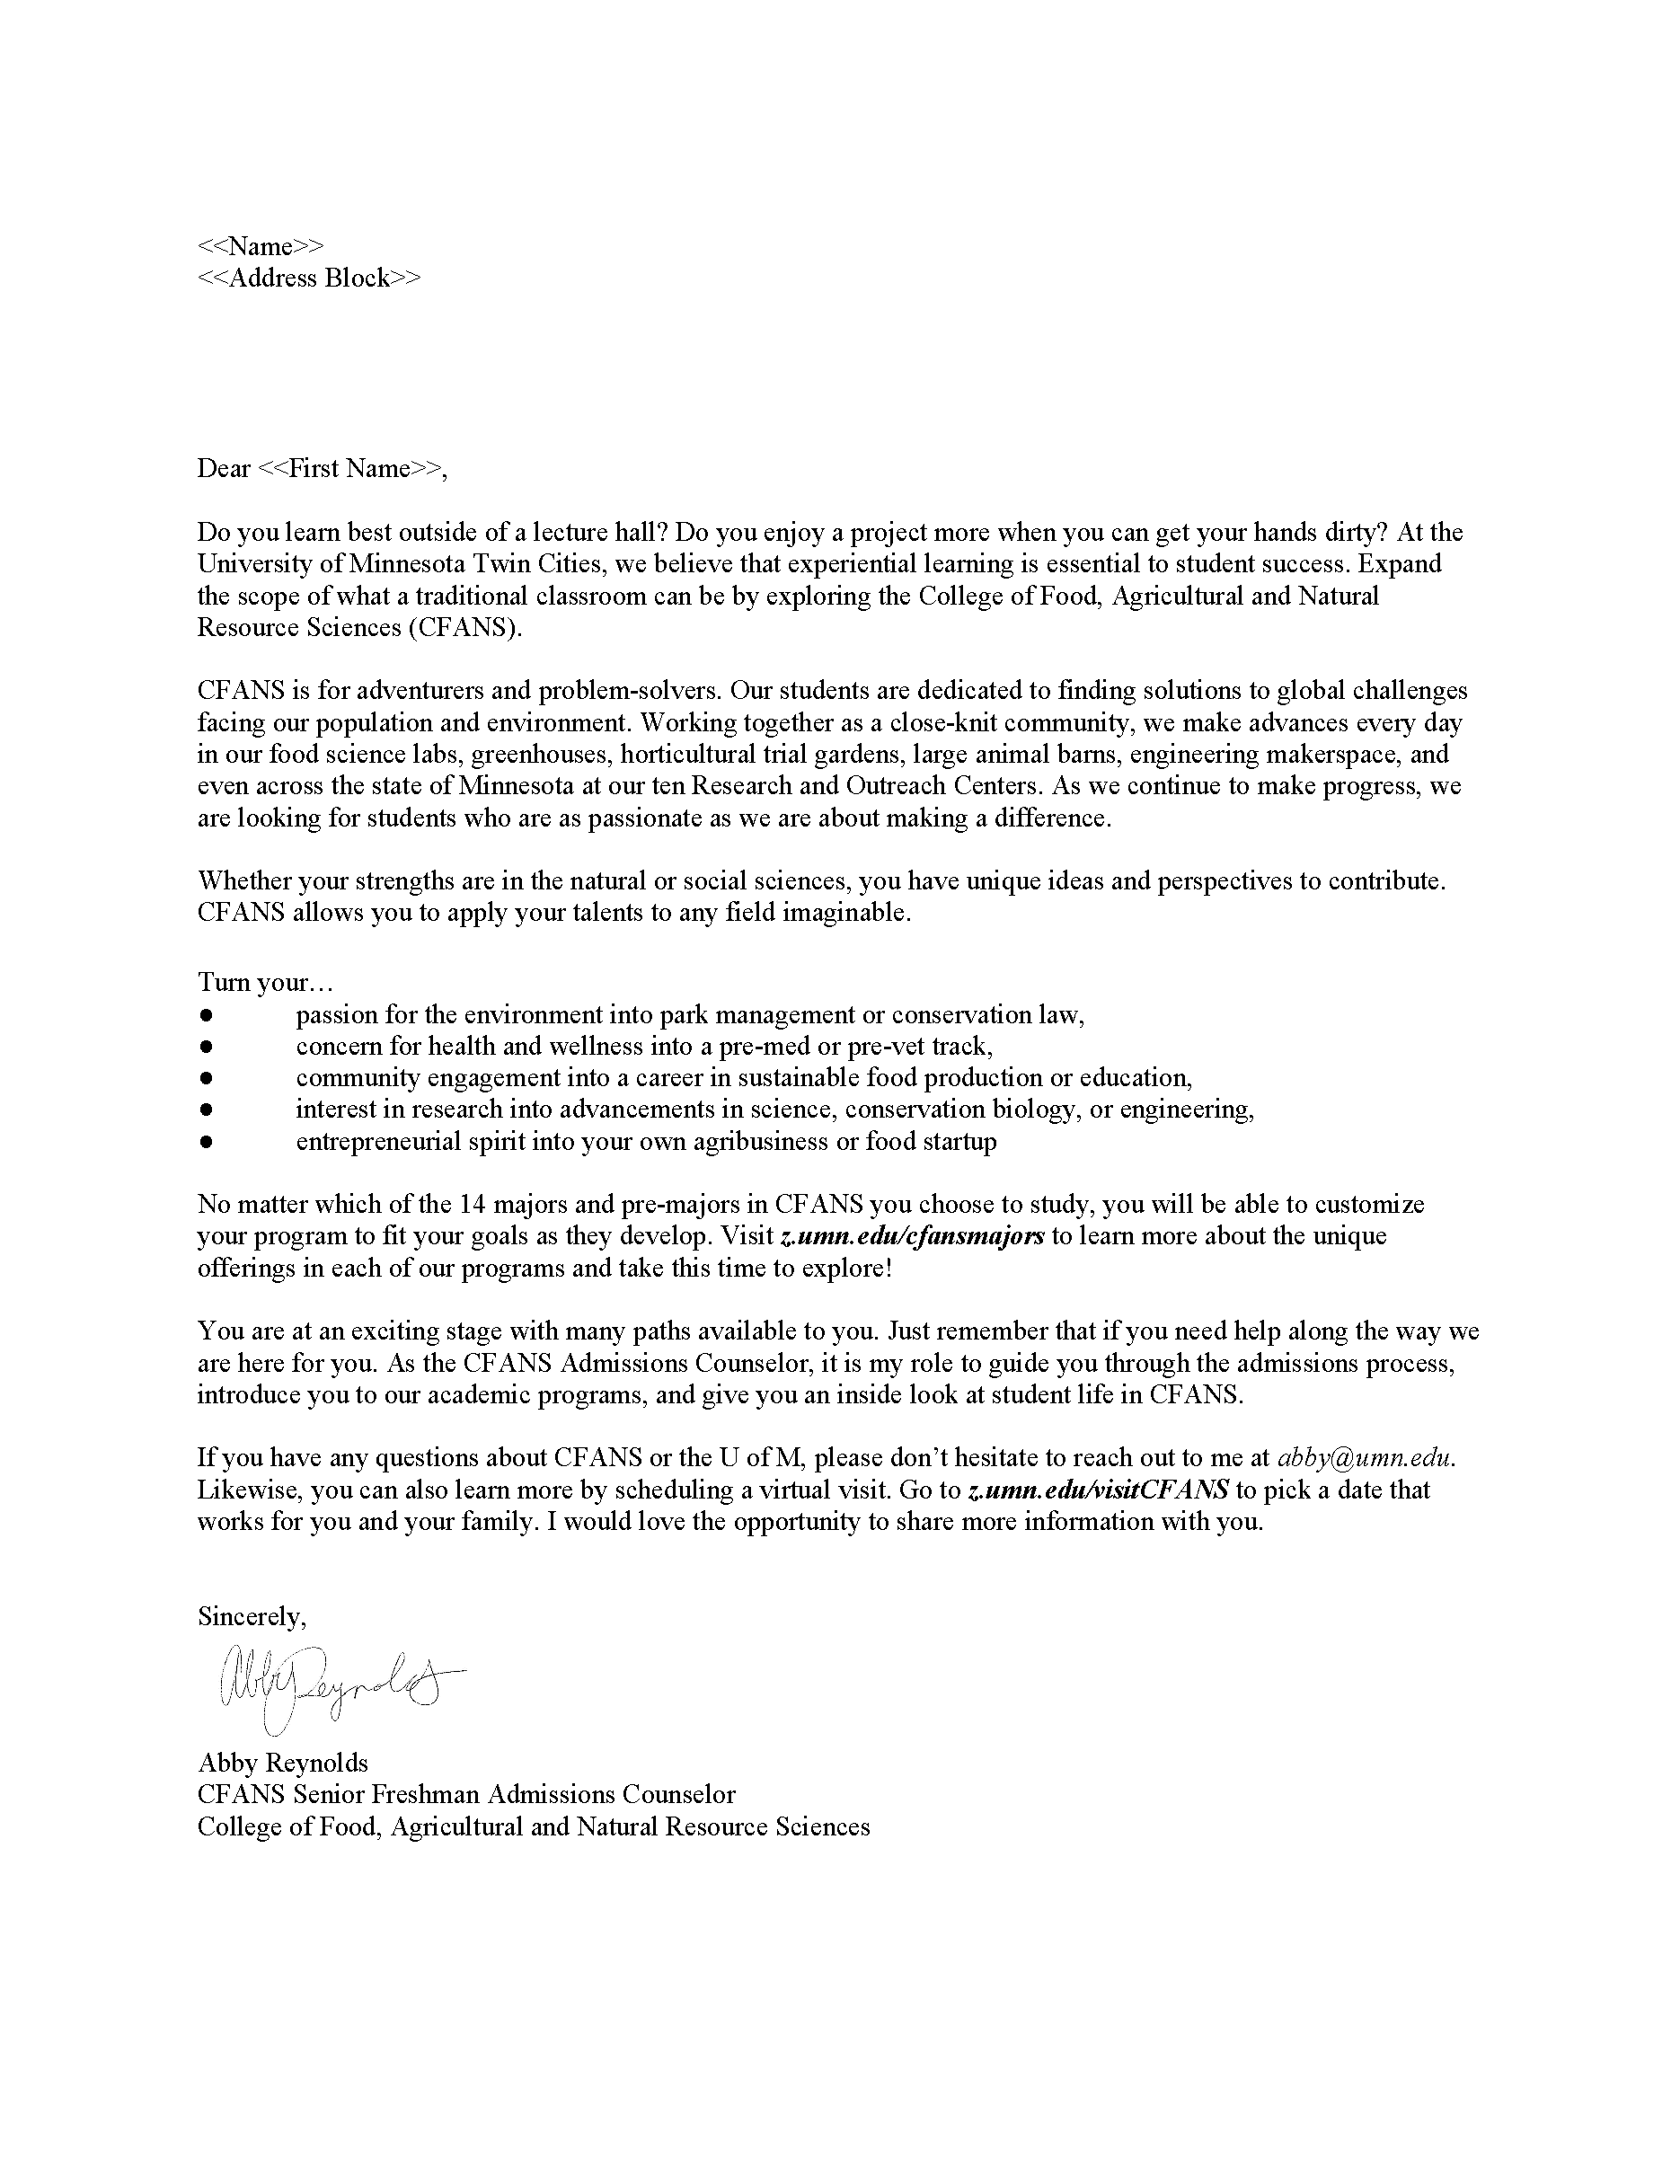 <<Name>>
<<Address Block>>
Dear <<First Name>>,
Do you learn best outside of a lecture hall? Do you enjoy a project more when you can get your hands dirty? At the
University of Minnesota Twin Cities, we believe that experiential learning is essential to student success. Expand
the scope of what a traditional classroom can be by exploring the College of Food, Agricultural and Natural
Resource Sciences (CFANS).
CFANS is for adventurers and problem-solvers. Our students are dedicated to finding solutions to global challenges
facing our population and environment. Working together as a close-knit community, we make advances every day
in our food science labs, greenhouses, horticultural trial gardens, large animal barns, engineering makerspace, and
even across the state of Minnesota at our ten Research and Outreach Centers. As we continue to make progress, we
are looking for students who are as passionate as we are about making a difference.
Whether your strengths are in the natural or social sciences, you have unique ideas and perspectives to contribute.
CFANS allows you to apply your talents to any field imaginable.
Turn your…
● passion for the environment into park management or conservation law,
● concern for health and wellness into a pre-med or pre-vet track,
● community engagement into a career in sustainable food production or education,
● interest in research into advancements in science, conservation biology, or engineering,
● entrepreneurial spirit into your own agribusiness or food startup
No matter which of the 14 majors and pre-majors in CFANS you choose to study, you will be able to customize
your program to fit your goals as they develop. Visit z.umn.edu/cfansmajors to learn more about the unique
offerings in each of our programs and take this time to explore!
You are at an exciting stage with many paths available to you. Just remember that if you need help along the way we
are here for you. As the CFANS Admissions Counselor, it is my role to guide you through the admissions process,
introduce you to our academic programs, and give you an inside look at student life in CFANS.
If you have any questions about CFANS or the U of M, please don’t hesitate to reach out to me at abby@umn.edu.
Likewise, you can also learn more by scheduling a virtual visit. Go to z.umn.edu/visitCFANS to pick a date that
works for you and your family. I would love the opportunity to share more information with you.
Sincerely,
Abby Reynolds
Abby Reynolds
CFANS Senior Freshman Admissions Counselor
College of Food, Agricultural and Natural Resource Sciences